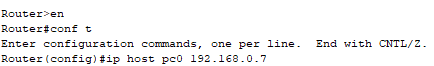 Router>en
Router#conf t
Enter configuration commands, one per line.  End with CNTL/Z.
Router(config)#ip host pc0 192.168.0.7